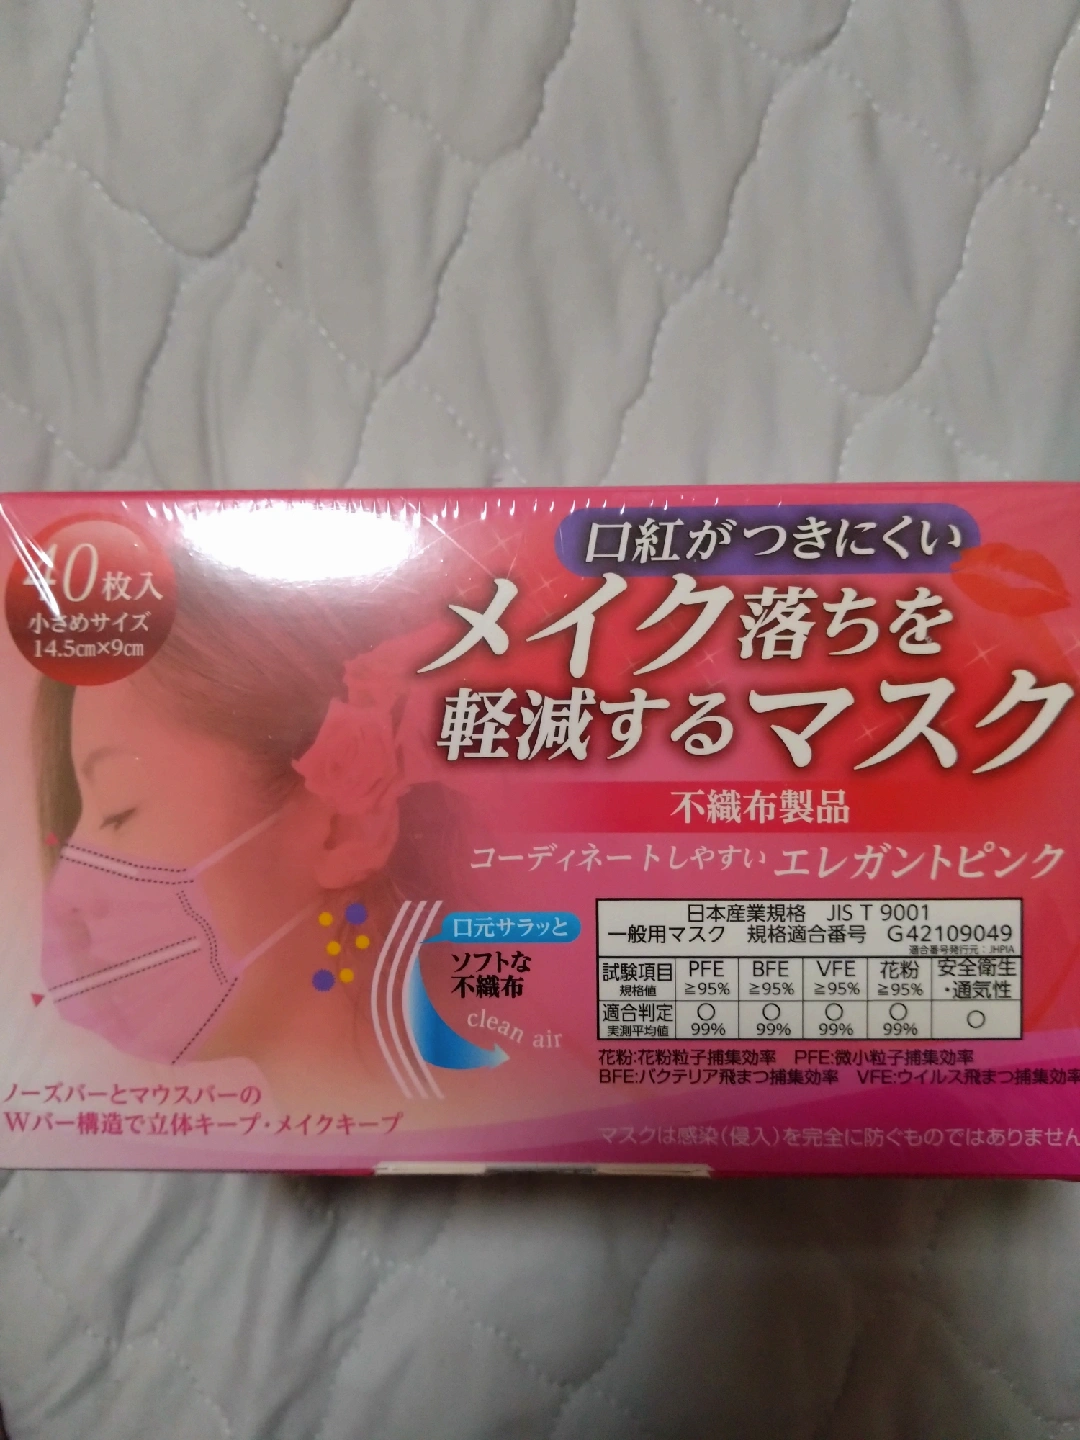 40枚入
小さめサイズ
14.5cm×9cm
口紅がつきにくい
メイク落ちを
軽減するマスク
不織布製品
コーディネートしやすい エレガントピンク
口元サラッと
ソフトな
不織布
clean air
日本産業規格 JIS T 9001
一般用マスク 規格適合番号 G42109049
適合番号発行元:JHPIA
試験項目 規格値 PFE ≧95% BFE ≧95% VFE ≧95% 花粉 ≧95% 安全衛生・通気性
適合判定 実測平均値 ○ 99% ○ 99% ○ 99% ○ 99% ○
花粉:花粉粒子捕集効率 PFE:微小粒子捕集効率
BFE:バクテリア飛まつ捕集効率 VFE:ウイルス飛まつ捕集効率
ノーズバーとマウスバーの
Wバー構造で立体キープ・メイクキープ
マスクは感染(侵入)を完全に防ぐものではありません